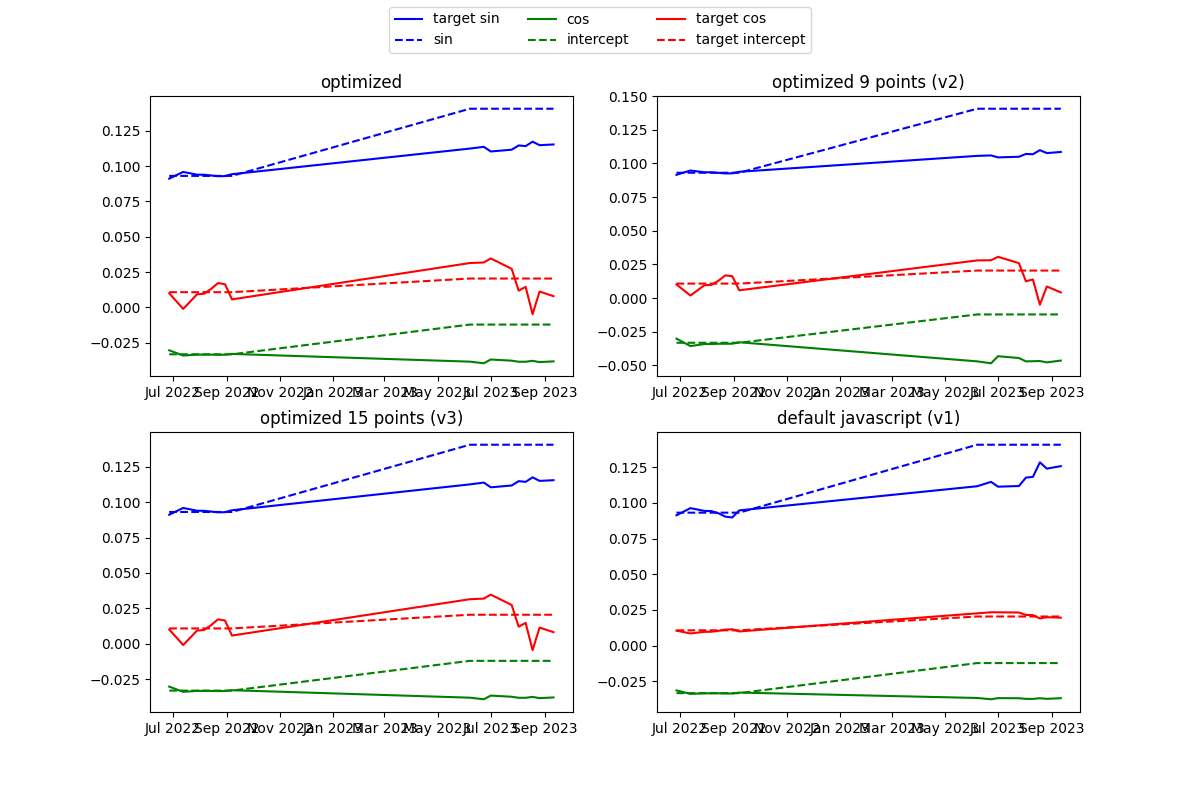 target sin cos target cos
sin intercept target intercept
optimized optimized 9 points (v2)
0.150
0.125 0.125
0.100 0.100
0.075 0.075
0.050 0.050
0.025 0.025
0.000 0.000
−0.025 −0.025
−0.050
Jul 2022 Sep 2022 Nov 2022 Jan 2023 Mar 2023 May 2023 Jul 2023 Sep 2023 Jul 2022 Sep 2022 Nov 2022 Jan 2023 Mar 2023 May 2023 Jul 2023 Sep 2023
optimized 15 points (v3) default javascript (v1)
0.125 0.125
0.100 0.100
0.075 0.075
0.050 0.050
0.025 0.025
0.000 0.000
−0.025 −0.025
Jul 2022 Sep 2022 Nov 2022 Jan 2023 Mar 2023 May 2023 Jul 2023 Sep 2023 Jul 2022 Sep 2022 Nov 2022 Jan 2023 Mar 2023 May 2023 Jul 2023 Sep 2023